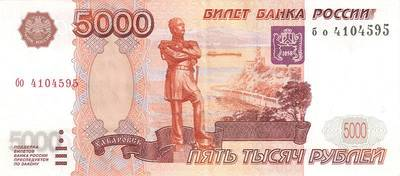 5000
БИЛЕТ БАНКА РОССИИ
бо 4104595
1858
бо 4104595
5000
5000
ПОДДЕЛКА
БИЛЕТОВ
БАНКА РОССИИ
ПРЕСЛЕДУЕТСЯ
ПО ЗАКОНУ
ХАБАРОВСК
ПЯТЬ ТЫСЯЧ РУБЛЕЙ